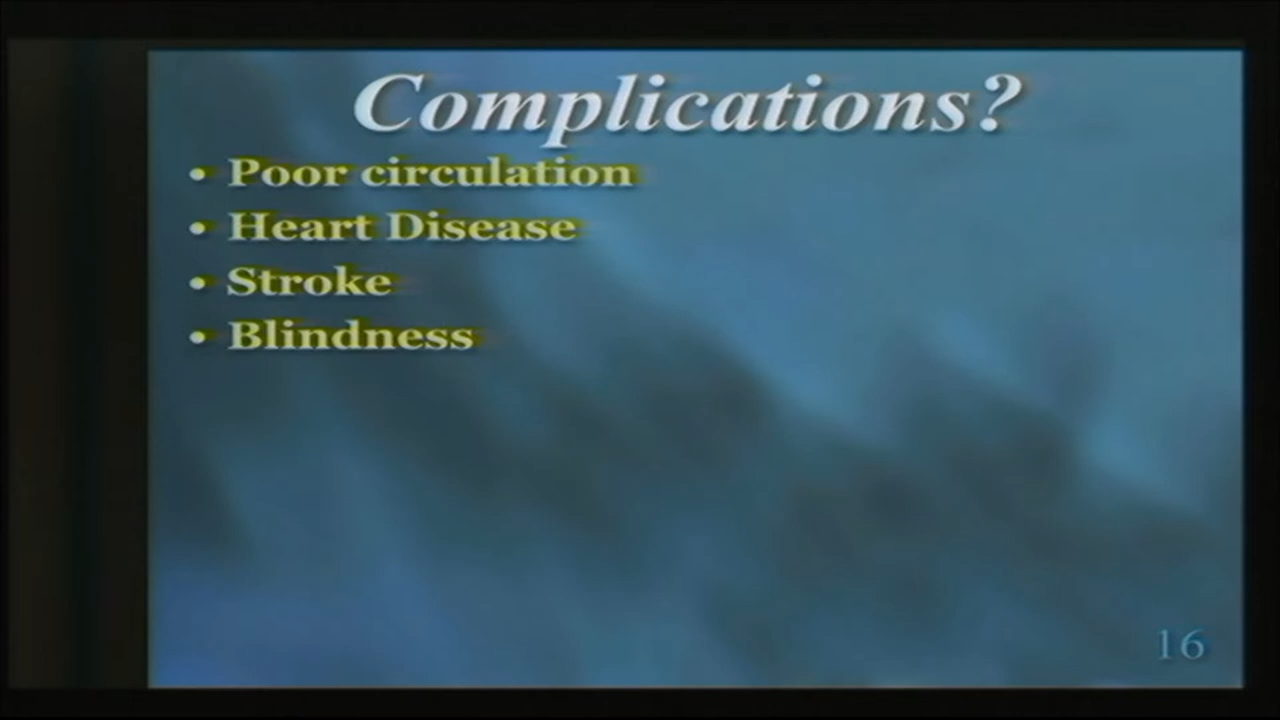 Complications?
• Poor circulation
• Heart Disease
• Stroke
• Blindness
16